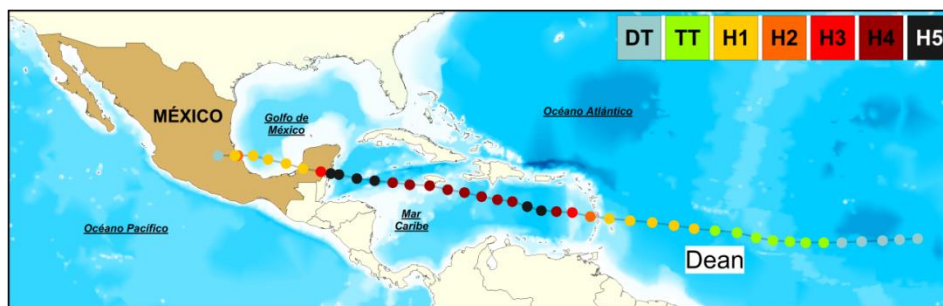 DT TT H1 H2 H3 H4 H5
MÉXICO
Golfo de
México
Océano Atlántico
Océano Pacífico
Mar
Caribe
Dean